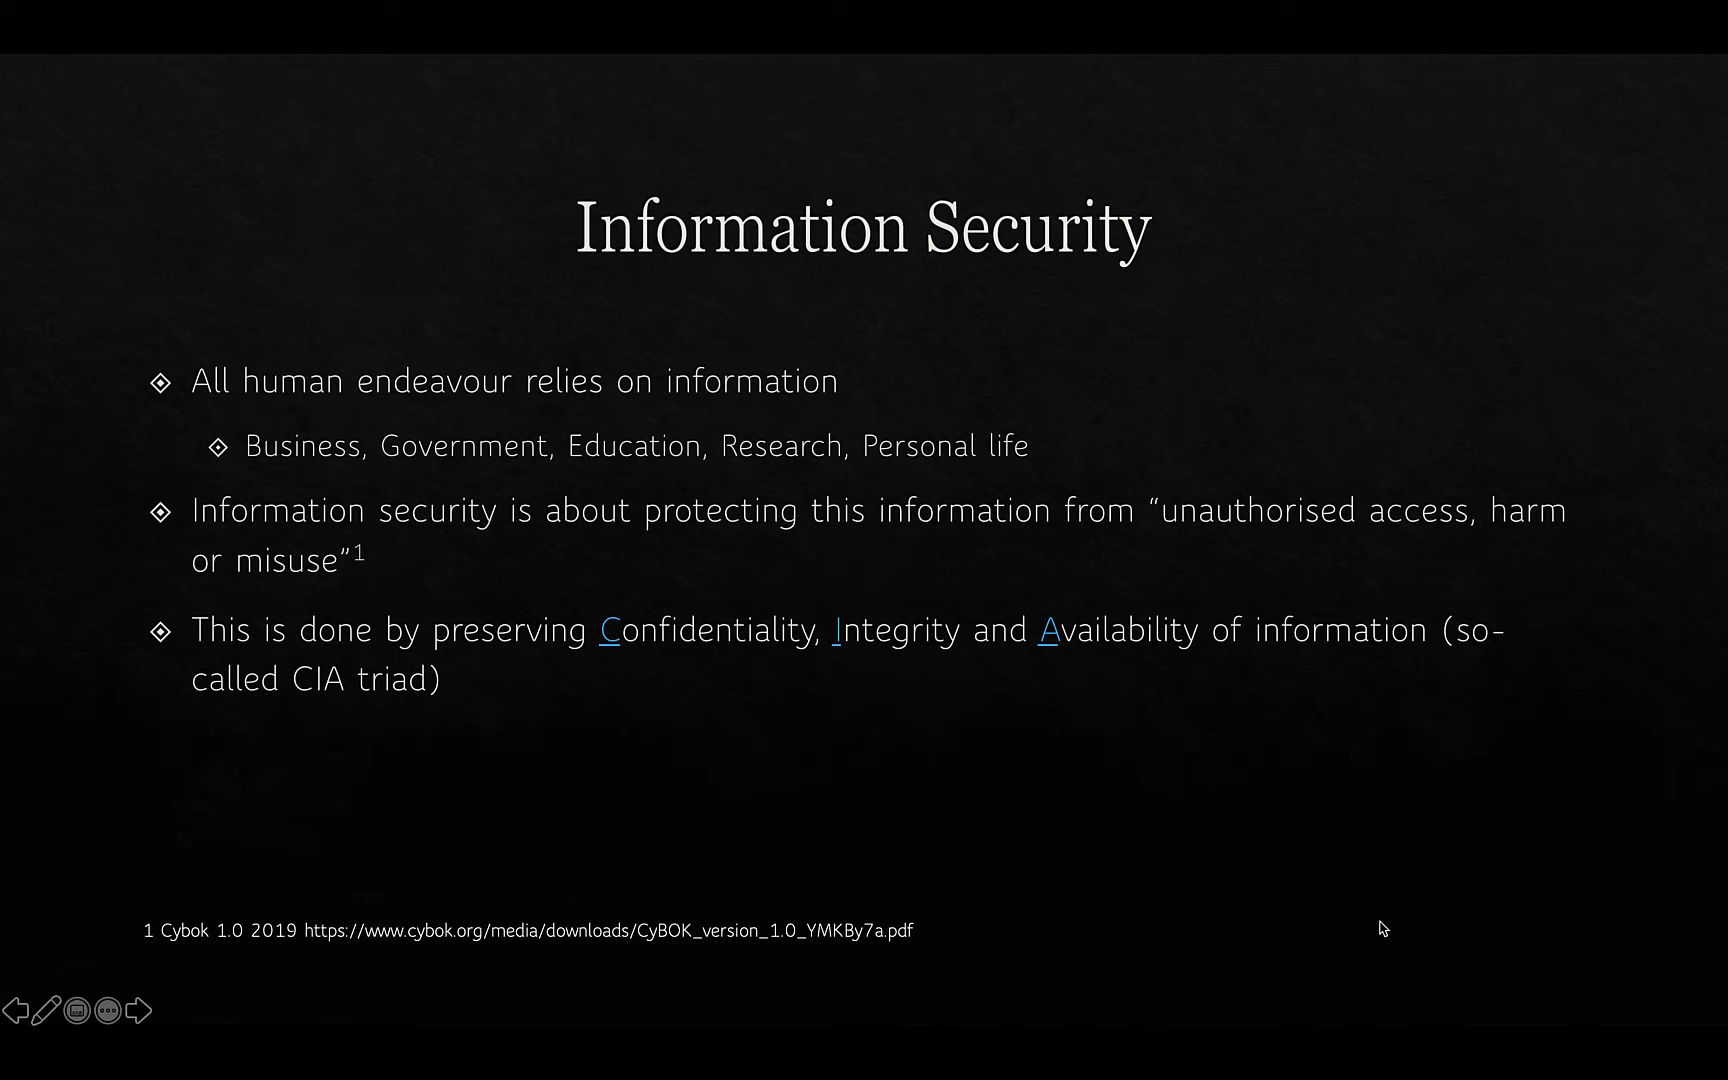 Information Security
All human endeavour relies on information
Business, Government, Education, Research, Personal life
Information security is about protecting this information from “unauthorised access, harm
or misuse”1
This is done by preserving Confidentiality, Integrity and Availability of information (so-
called CIA triad)
1 Cybok 1.0 2019 https://www.cybok.org/media/downloads/CyBOK_version_1.0_YMKBy7a.pdf